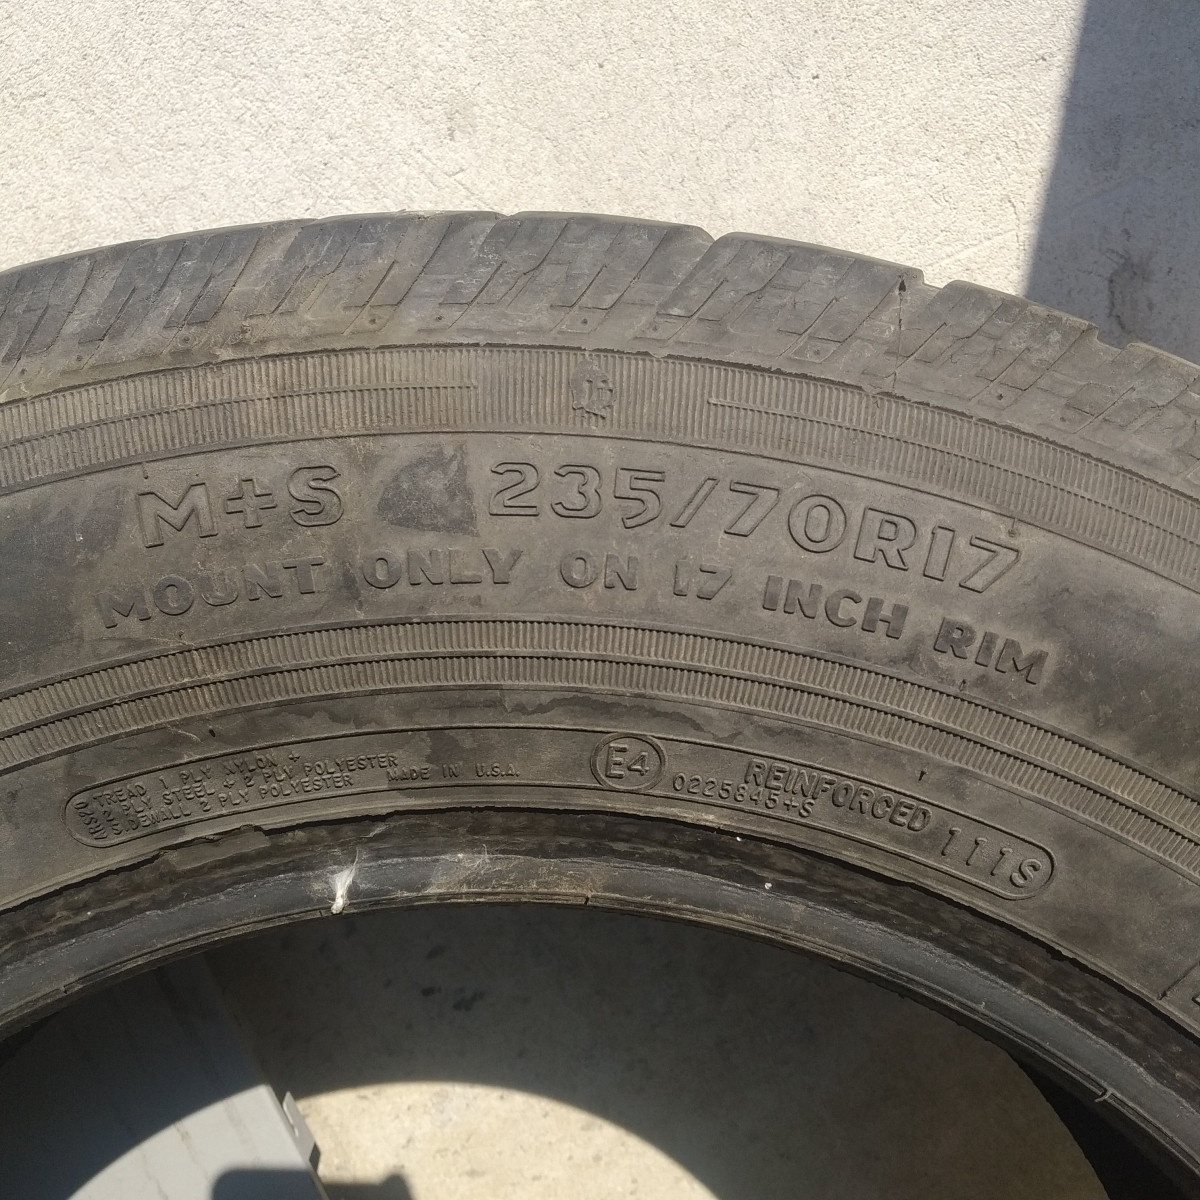 M+S 235/70R17
MOUNT ONLY ON 17 INCH RIM
TREAD 1 PLY NYLON +
2 PLY STEEL + 2 PLY POLYESTER
SIDEWALL 2 PLY POLYESTER
MADE IN U.S.A.
E4
0225845+S
REINFORCED
111S